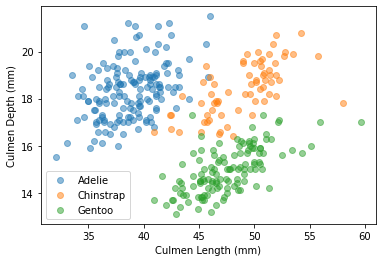 20
18
16
14
Culmen Depth (mm)
Adelie
Chinstrap
Gentoo
35 40 45 50 55 60
Culmen Length (mm)